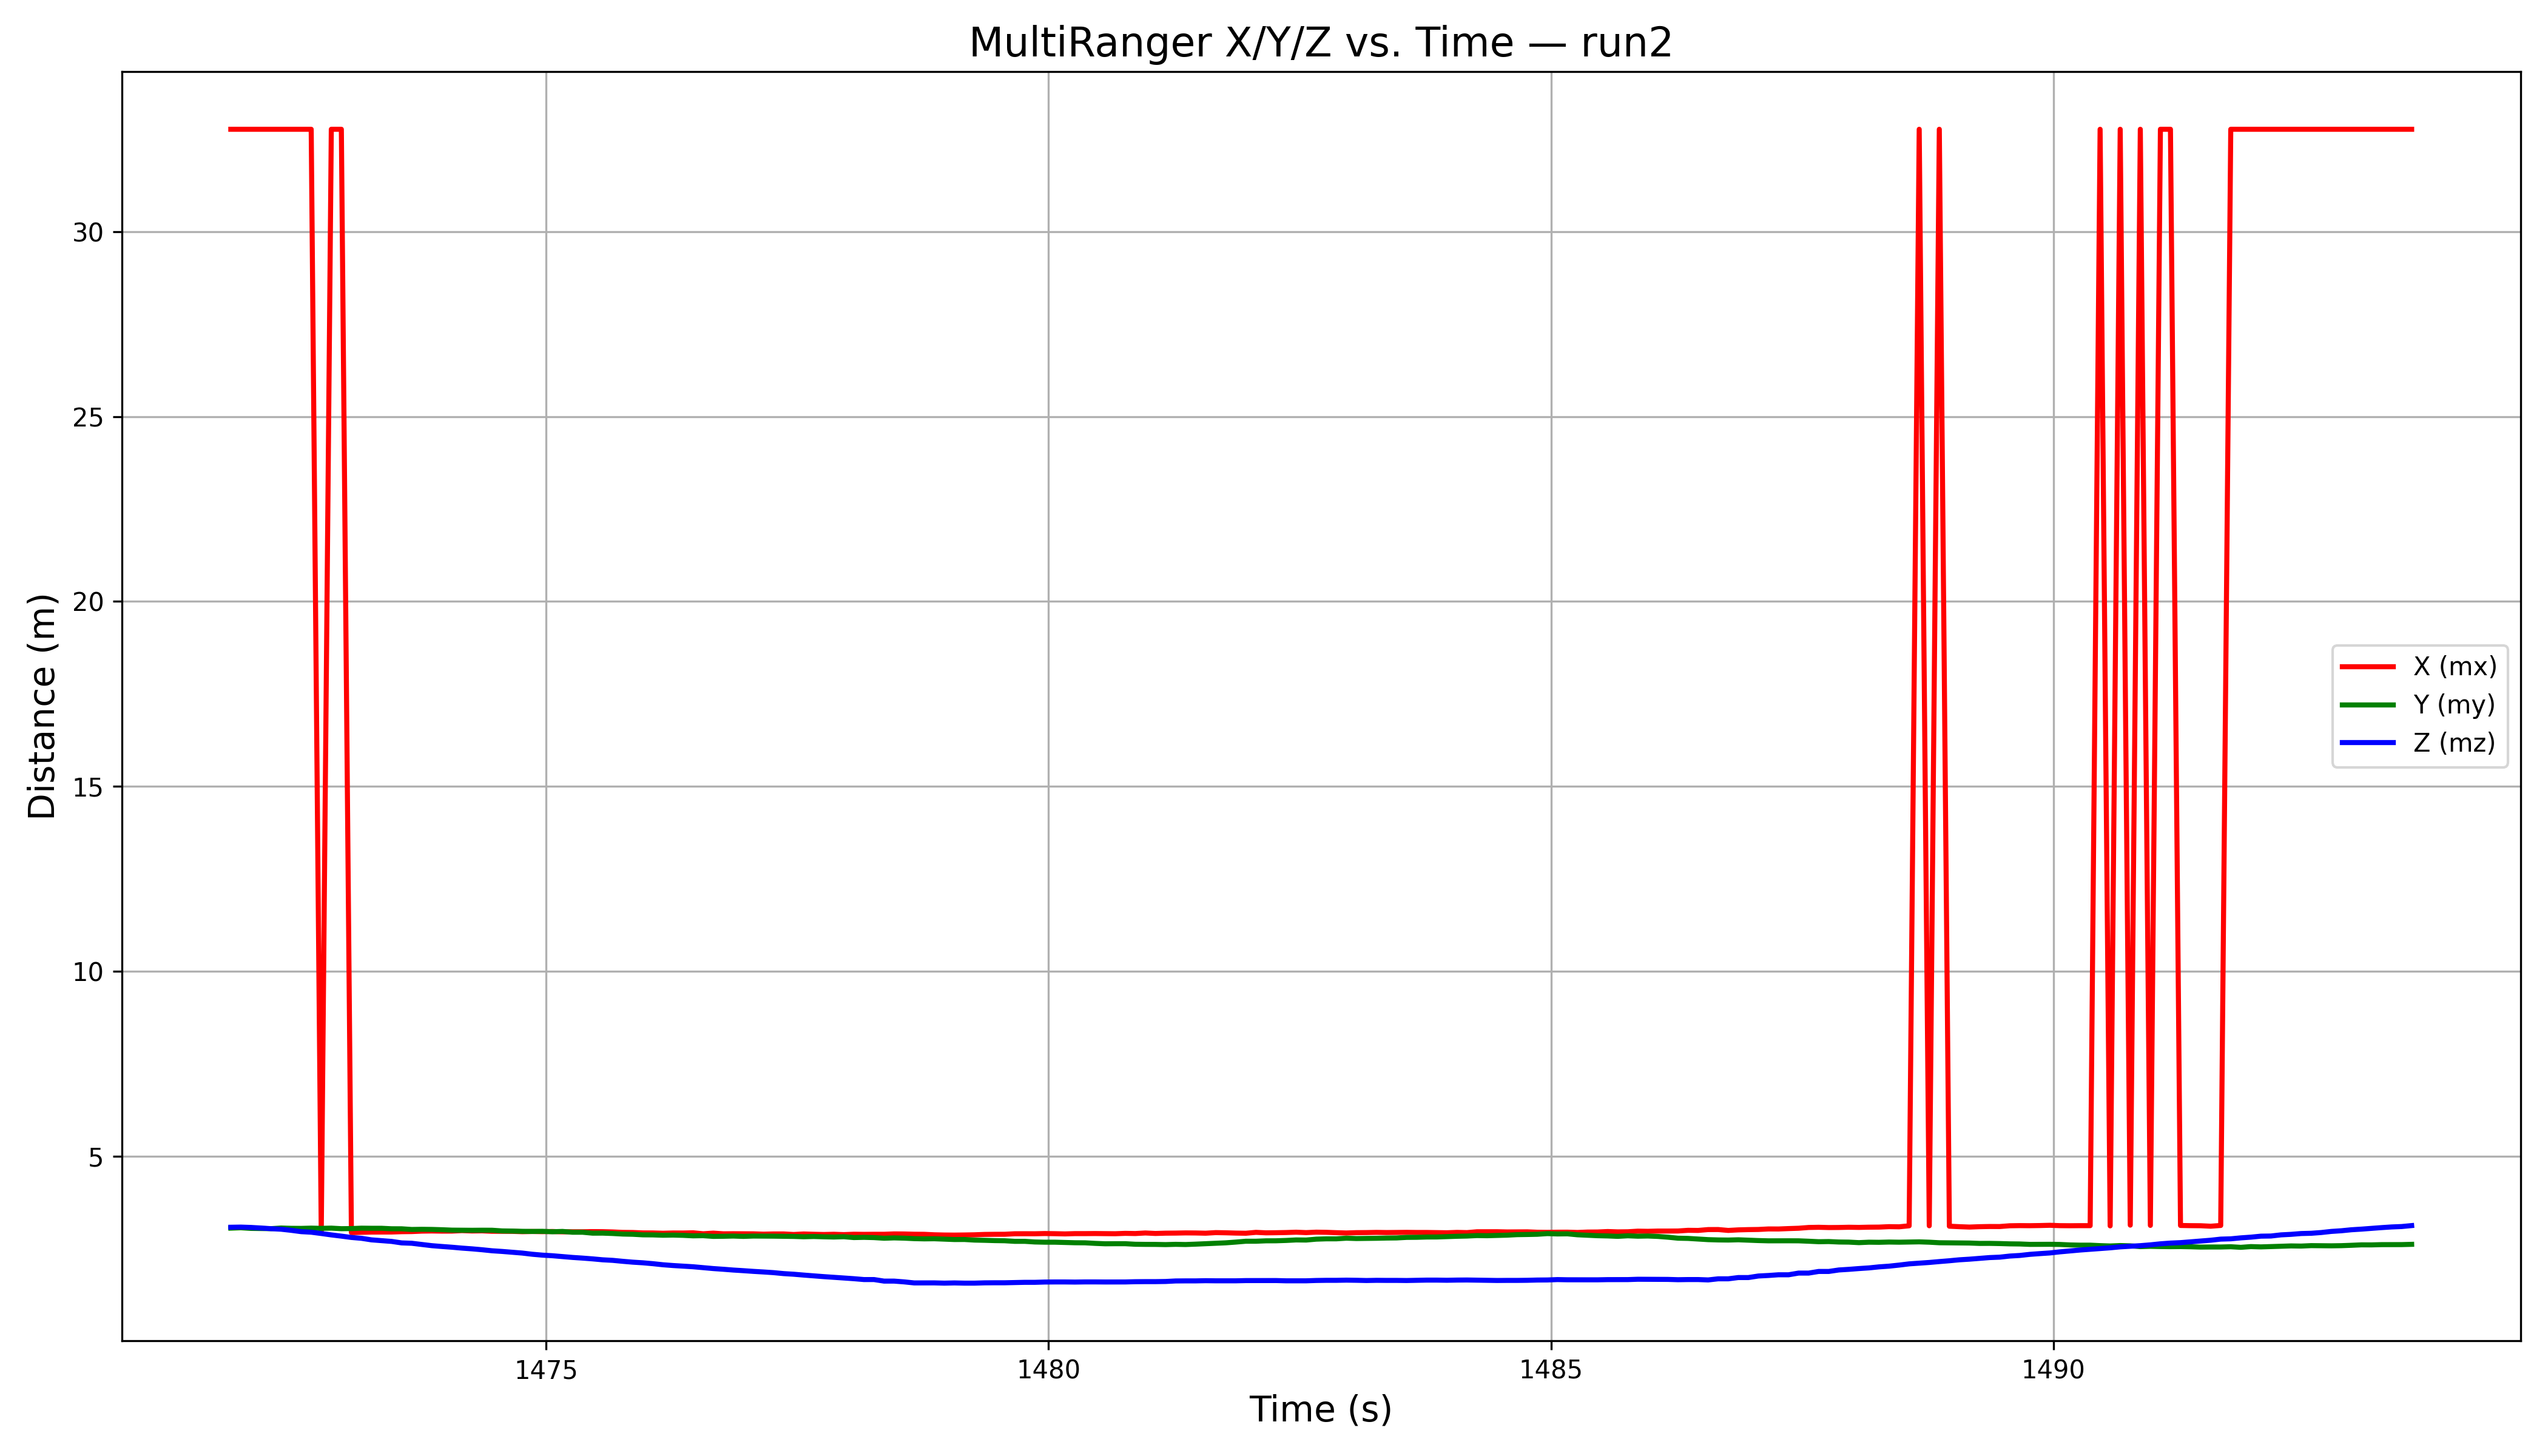 MultiRanger X/Y/Z vs. Time — run2
Distance (m)
30
25
20
15
10
5
X (mx)
Y (my)
Z (mz)
1475
1480
1485
1490
Time (s)